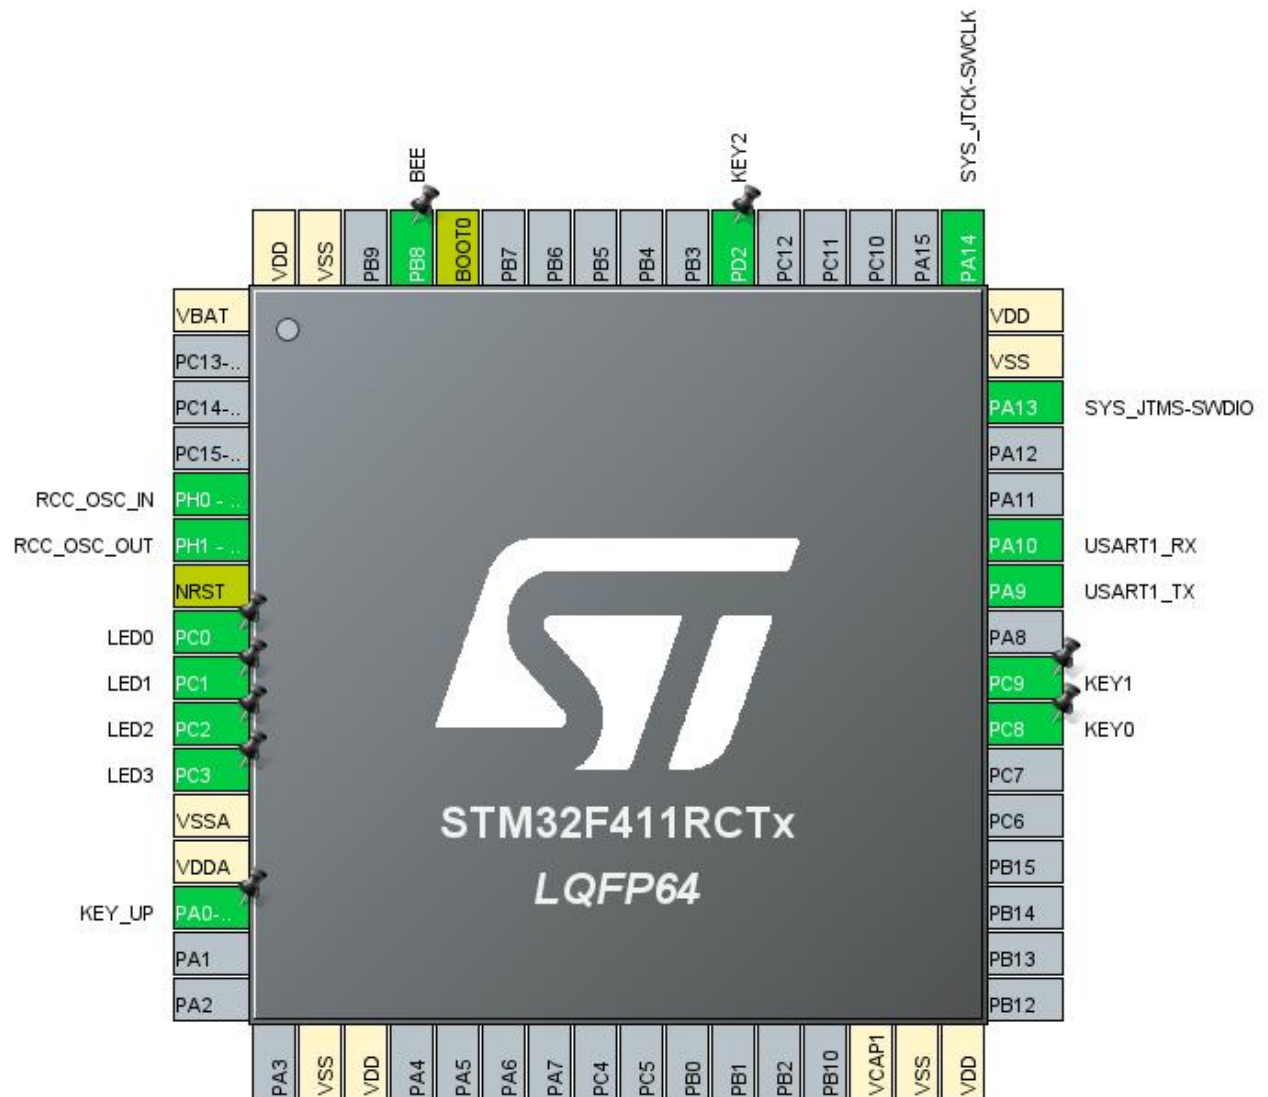 SYS_JTCK-SWCLK
BEE
KEY2
VDD
VSS
PB9
PB8
BOOT0
PB7
PB6
PB5
PB4
PB3
PD2
PC12
PC11
PC10
PA15
PA14
VBAT
PC13-..
PC14-..
PC15-..
RCC_OSC_IN PH0 - ..
RCC_OSC_OUT PH1 - ..
NRST
LED0 PC0
LED1 PC1
LED2 PC2
LED3 PC3
VSSA
VDDA
KEY_UP PA0-..
PA1
PA2
VDD
VSS
PA13 SYS_JTMS-SWDIO
PA12
PA11
PA10 USART1_RX
PA9 USART1_TX
PA8
PC9 KEY1
PC8 KEY0
PC7
PC6
PB15
PB14
PB13
PB12
ST
STM32F411RCTx
LQFP64
PA3
VSS
VDD
PA4
PA5
PA6
PA7
PC4
PC5
PB0
PB1
PB2
PB10
VCAP1
VSS
VDD